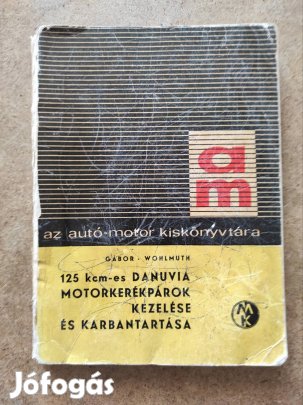 am
az autó-motor kiskönyvtára
GÁBOR - WOHLMUTH
125 kcm-es DANUVIA
MOTORKERÉKPÁROK
KEZELÉSE
ÉS KARBANTARTÁSA
MK
Jófogás